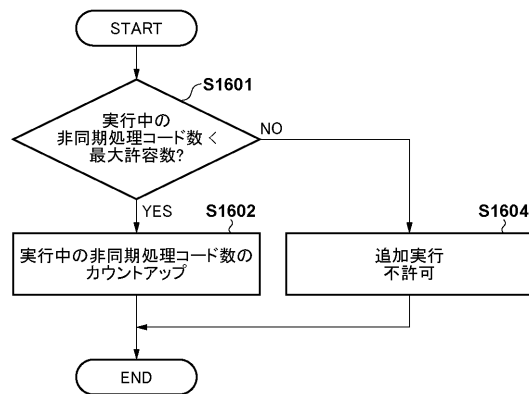 START
S1601
実行中の
非同期処理コード数 <
最大許容数?
NO
YES
S1602
実行中の非同期処理コード数の
カウントアップ
S1604
追加実行
不許可
END